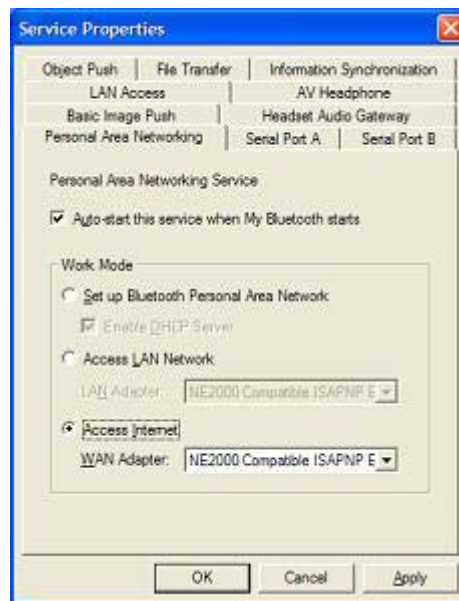 Service Properties
Object Push File Transfer Information Synchronization
LAN Access AV Headphone
Basic Image Push Headset Audio Gateway
Personal Area Networking Serial Port A Serial Port B
Personal Area Networking Service
Auto-start this service when My Bluetooth starts
Work Mode
Set up Bluetooth Personal Area Network
Enable DHCP Server
Access LAN Network
LAN Adapter: NE2000 Compatible ISAPNP E
Access Internet
WAN Adapter: NE2000 Compatible ISAPNP E
OK Cancel Apply